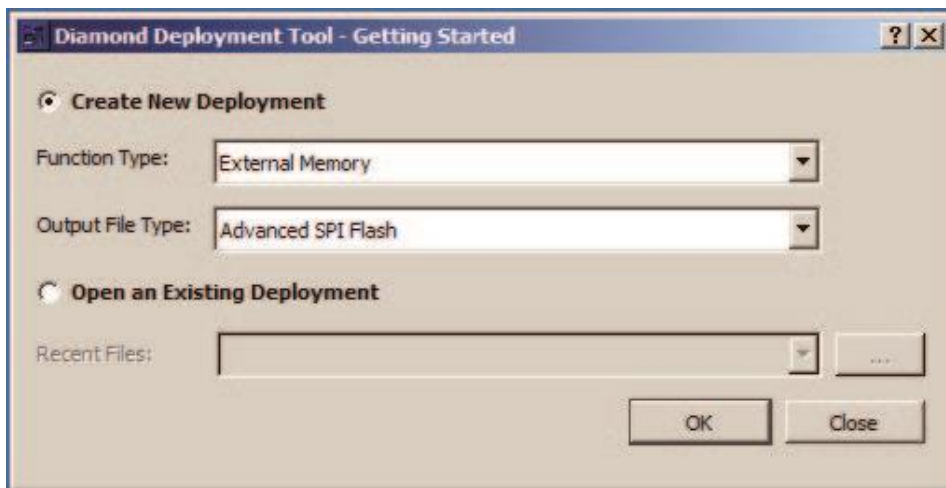 Diamond Deployment Tool - Getting Started
Create New Deployment
Function Type: External Memory
Output File Type: Advanced SPI Flash
Open an Existing Deployment
Recent Files: ...
OK Close